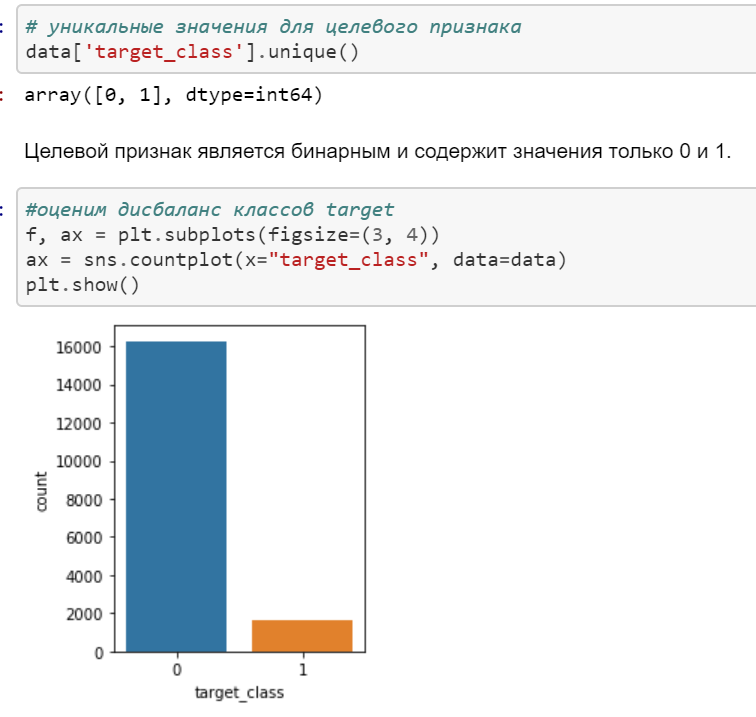 :
# уникальные значения для целевого признака
data['target_class'].unique()
:
array([0, 1], dtype=int64)
Целевой признак является бинарным и содержит значения только 0 и 1.
:
#оценим дисбаланс классов target
f, ax = plt.subplots(figsize=(3, 4))
ax = sns.countplot(x="target_class", data=data)
plt.show()
16000
14000
12000
10000
8000
6000
4000
2000
0
count
0 1
target_class